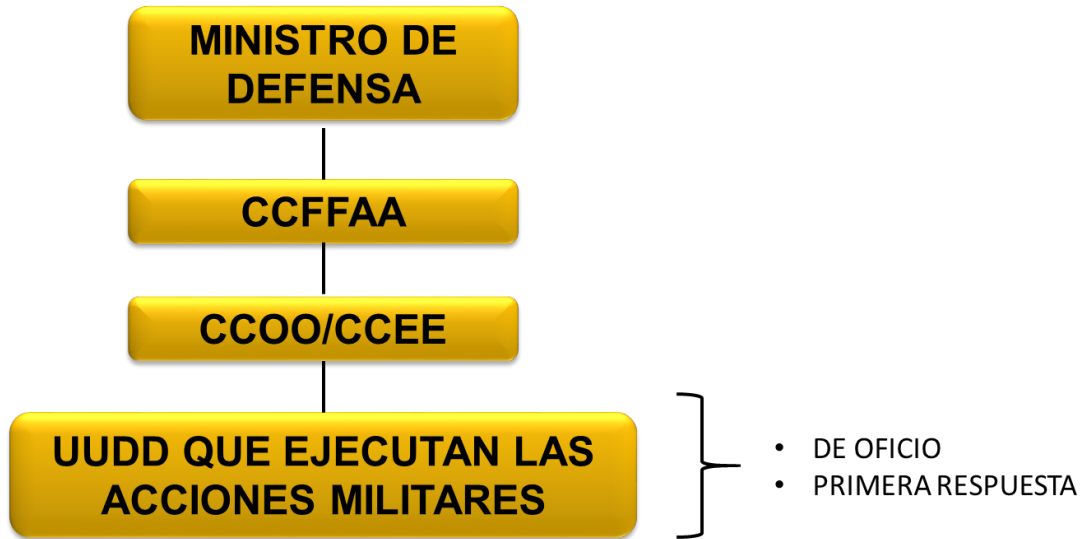 MINISTRO DE
DEFENSA
CCFFAA
CCOO/CCEE
UUDD QUE EJECUTAN LAS
ACCIONES MILITARES
• DE OFICIO
• PRIMERA RESPUESTA